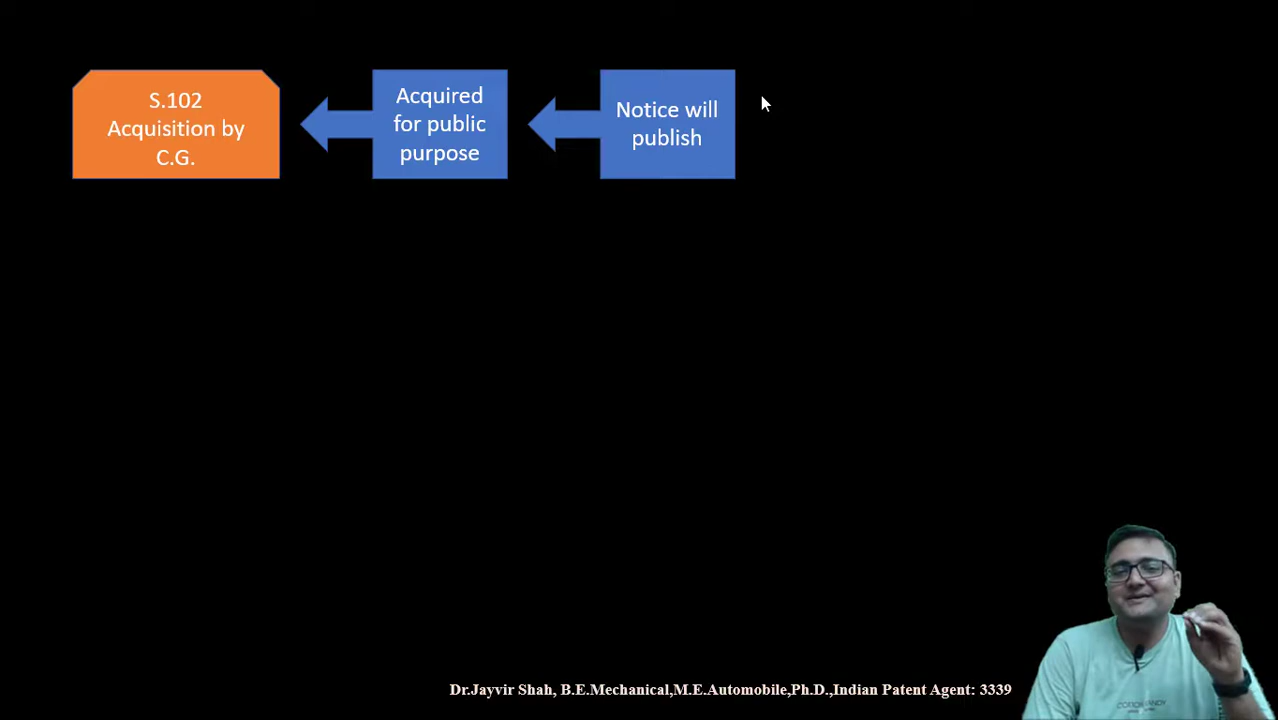 S.102
Acquisition by
C.G.
Acquired
for public
purpose
Notice will
publish
Dr.Jayvir Shah, B.E.Mechanical,M.E.Automobile,Ph.D.,Indian Patent Agent: 3339